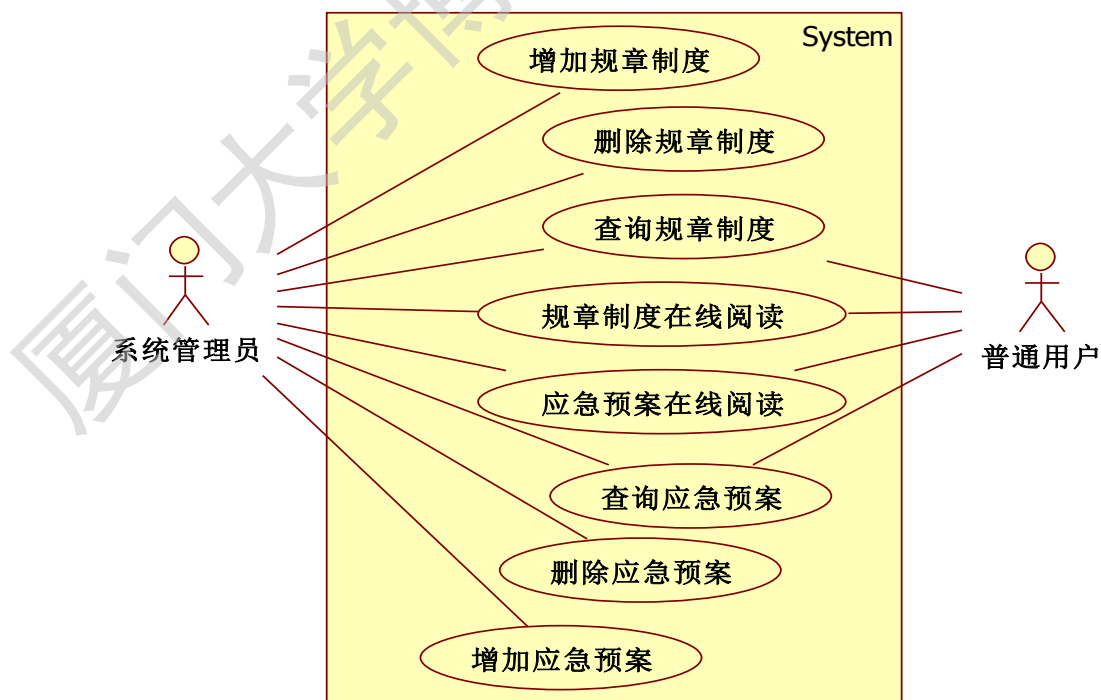 System
增加规章制度
删除规章制度
查询规章制度
规章制度在线阅读
系统管理员
普通用户
应急预案在线阅读
查询应急预案
删除应急预案
增加应急预案
厦门大学博